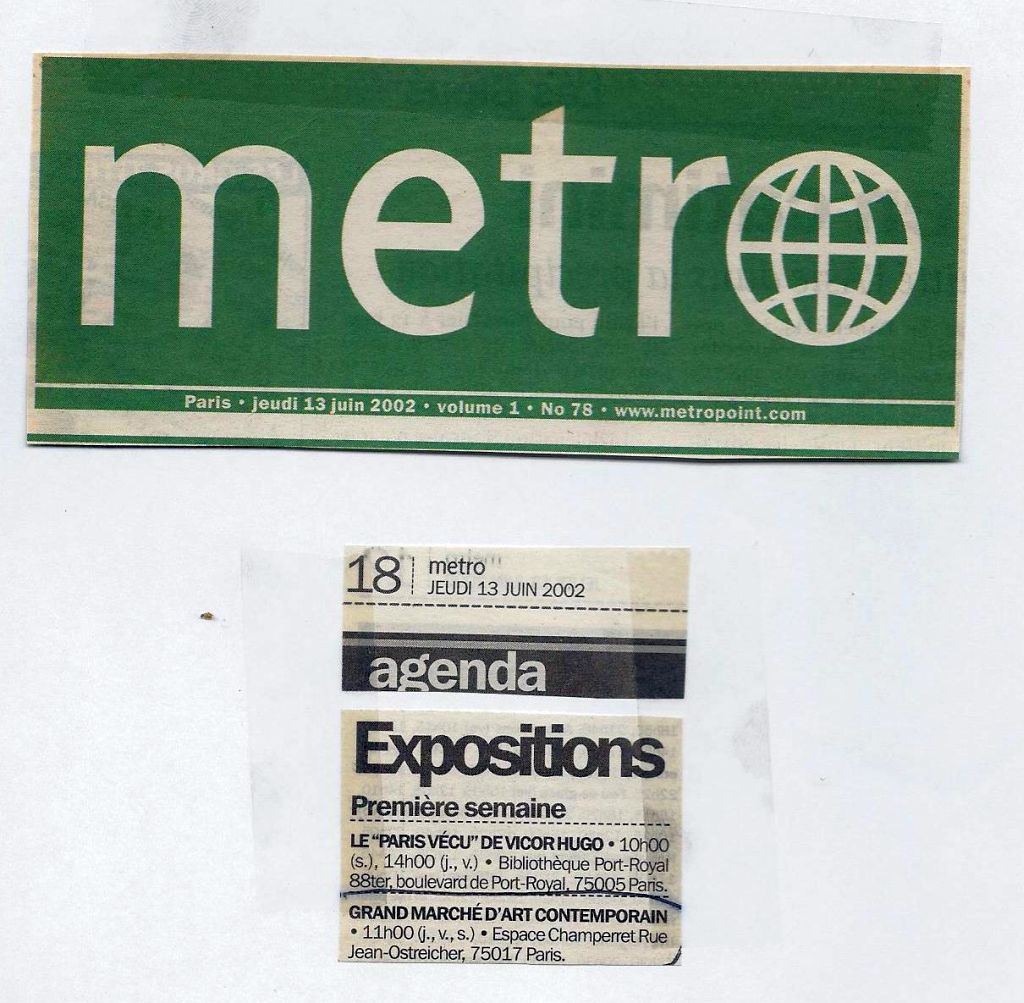 metro
Paris • jeudi 13 juin 2002 • volume 1 • No 78 • www.metropoint.com
18 metro
JEUDI 13 JUIN 2002
agenda
Expositions
Première semaine
LE "PARIS VÉCU" DE VICOR HUGO • 10h00
(s.), 14h00 (j., v.) • Bibliothèque Port-Royal
88ter, boulevard de Port-Royal, 75005 Paris.
GRAND MARCHÉ D'ART CONTEMPORAIN
• 11h00 (j., v., s.) • Espace Champerret Rue
Jean-Ostreicher, 75017 Paris.